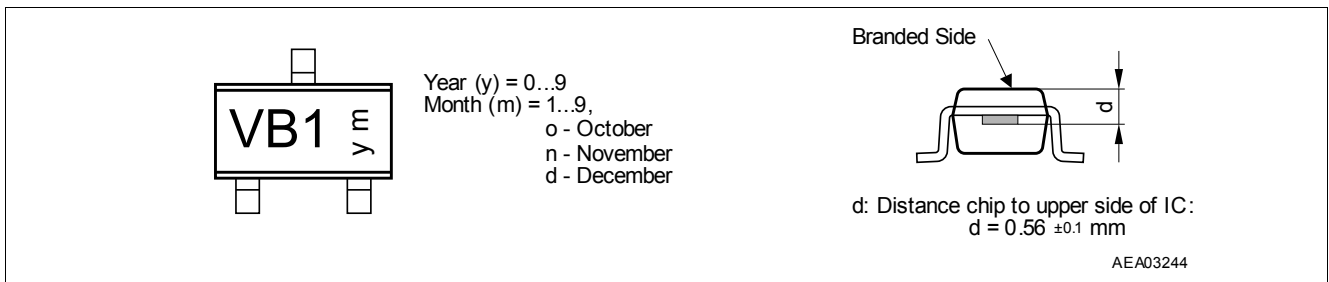 VB1
y m
Year (y) = 0...9
Month (m) = 1...9,
o - October
n - November
d - December
Branded Side
d
d: Distance chip to upper side of IC:
d = 0.56 ±0.1 mm
AEA03244